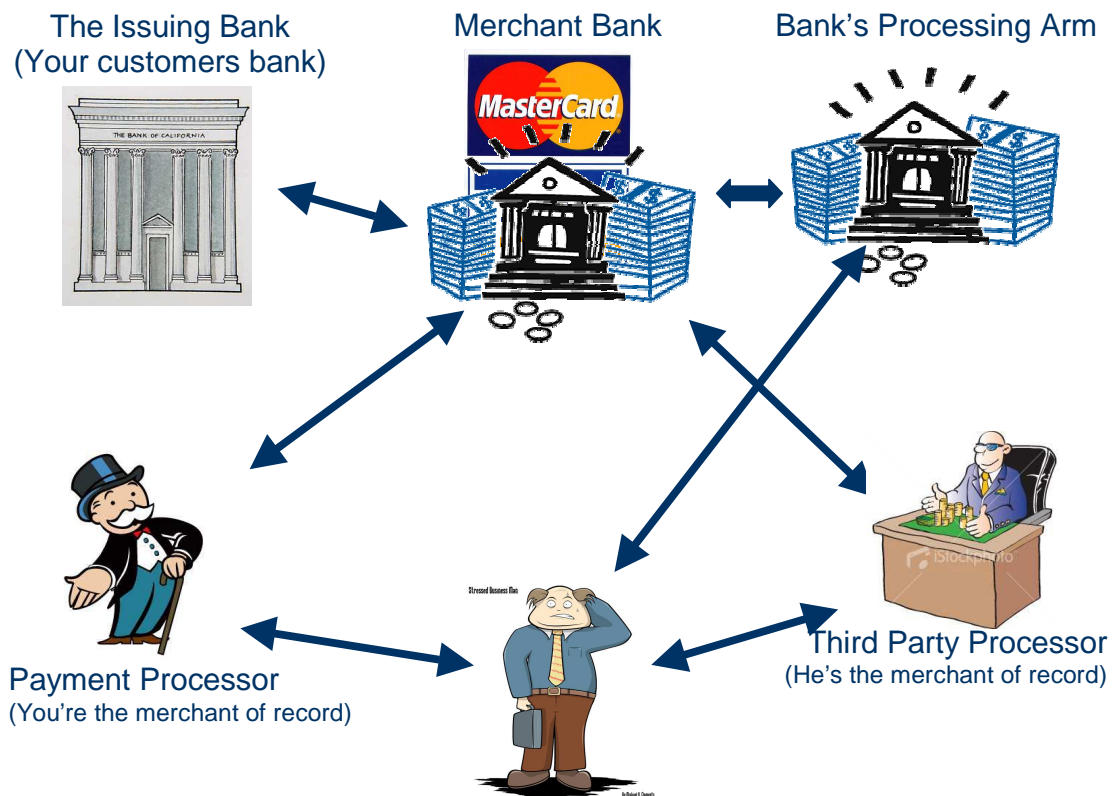 The Issuing Bank
(Your customers bank)
Merchant Bank
Bank's Processing Arm
THE BANK OF CALIFORNIA
MasterCard
$ $
$ $
$ $
$ $
iStockphoto
Stressed Business Man
Third Party Processor
(He's the merchant of record)
Payment Processor
(You're the merchant of record)